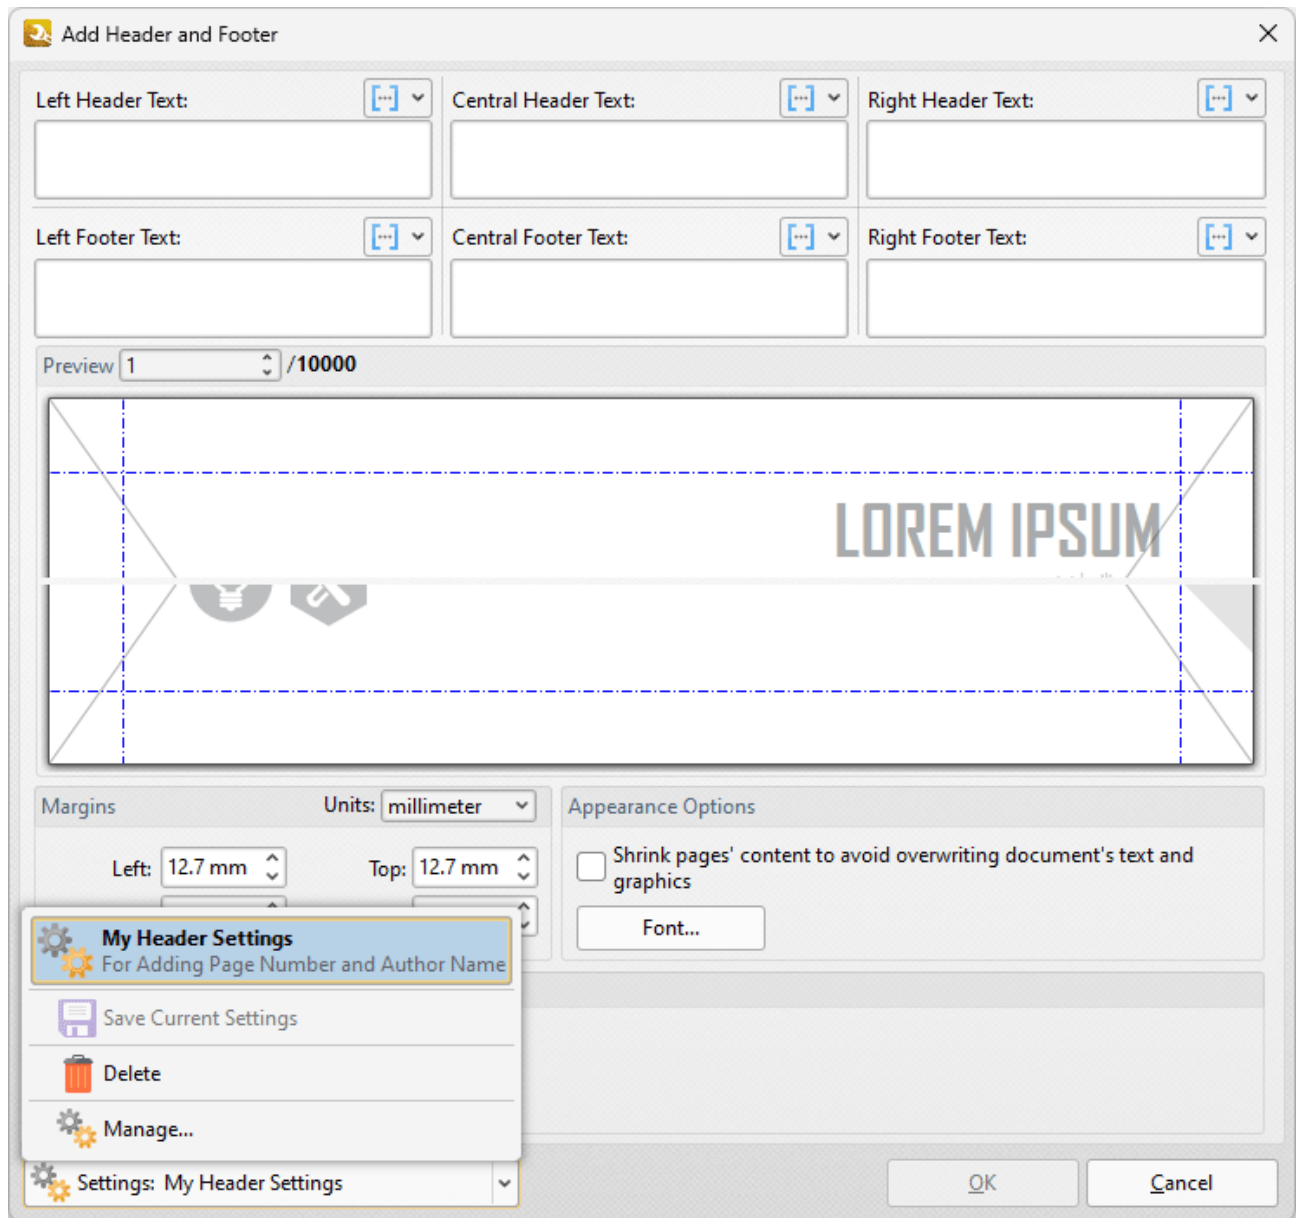 Add Header and Footer
Left Header Text:
Central Header Text:
Right Header Text:
Left Footer Text:
Central Footer Text:
Right Footer Text:
Preview 1 /10000
LOREM IPSUM
Margins
Units: millimeter
Appearance Options
Left: 12.7 mm
Top: 12.7 mm
Shrink pages' content to avoid overwriting document's text and
graphics
Font...
My Header Settings
For Adding Page Number and Author Name
Save Current Settings
Delete
Manage...
Settings: My Header Settings
OK
Cancel